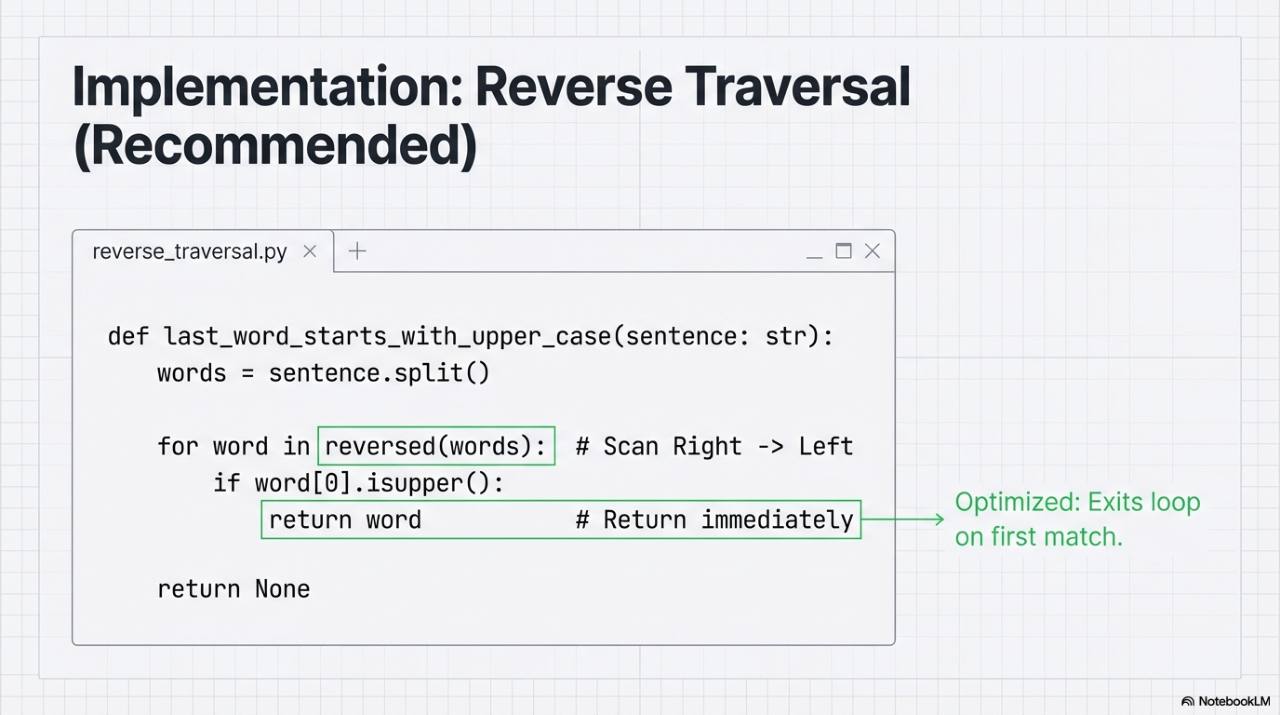 Implementation: Reverse Traversal
(Recommended)
reverse_traversal.py × +
def last_word_starts_with_upper_case(sentence: str):
    words = sentence.split()
    for word in reversed(words):  # Scan Right -> Left
        if word[0].isupper():
            return word           # Return immediately
    return None
Optimized: Exits loop
on first match.
NotebookLM